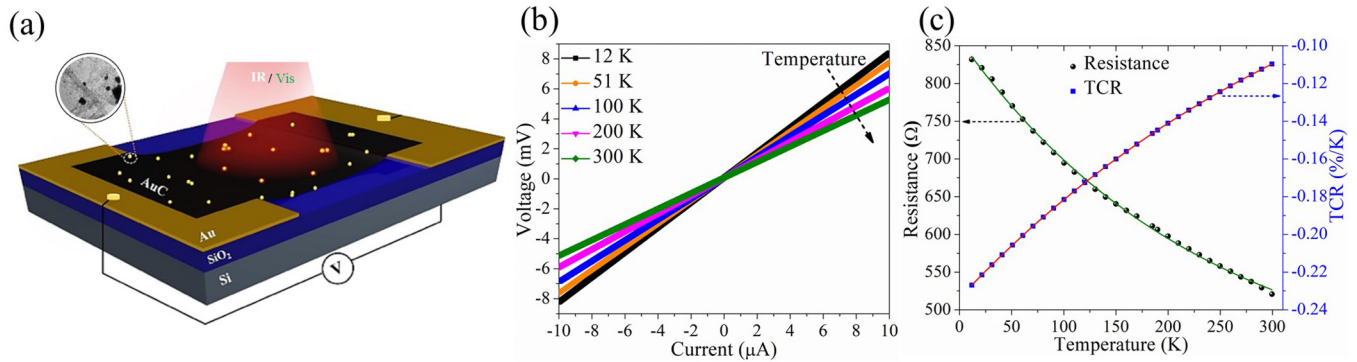 (a)
IR / Vis
AuC
Au
SiO2
Si
V
(b)
Voltage (mV)
8
6
4
2
0
-2
-4
-6
-8
12 K
51 K
100 K
200 K
300 K
Temperature
-10 -8 -6 -4 -2 0 2 4 6 8 10
Current (μA)
(c)
Resistance (Ω)
850
800
750
700
650
600
550
500
Resistance
TCR
-0.10
-0.12
-0.14
-0.16
-0.18
-0.20
-0.22
-0.24
TCR (%/K)
0 50 100 150 200 250 300
Temperature (K)